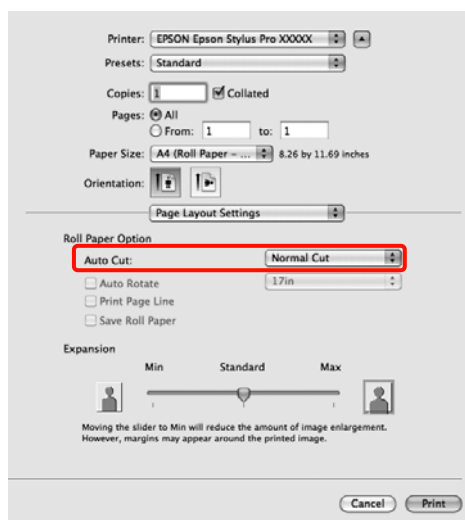 Printer: EPSON Epson Stylus Pro XXXXX
Presets: Standard
Copies: 1 Collated
Pages: All
From: 1 to: 1
Paper Size: A4 (Roll Paper – ... 8.26 by 11.69 inches
Orientation:
Page Layout Settings
Roll Paper Option
Auto Cut: Normal Cut
Auto Rotate 17in
Print Page Line
Save Roll Paper
Expansion
Min Standard Max
Moving the slider to Min will reduce the amount of image enlargement.
However, margins may appear around the printed image.
Cancel Print